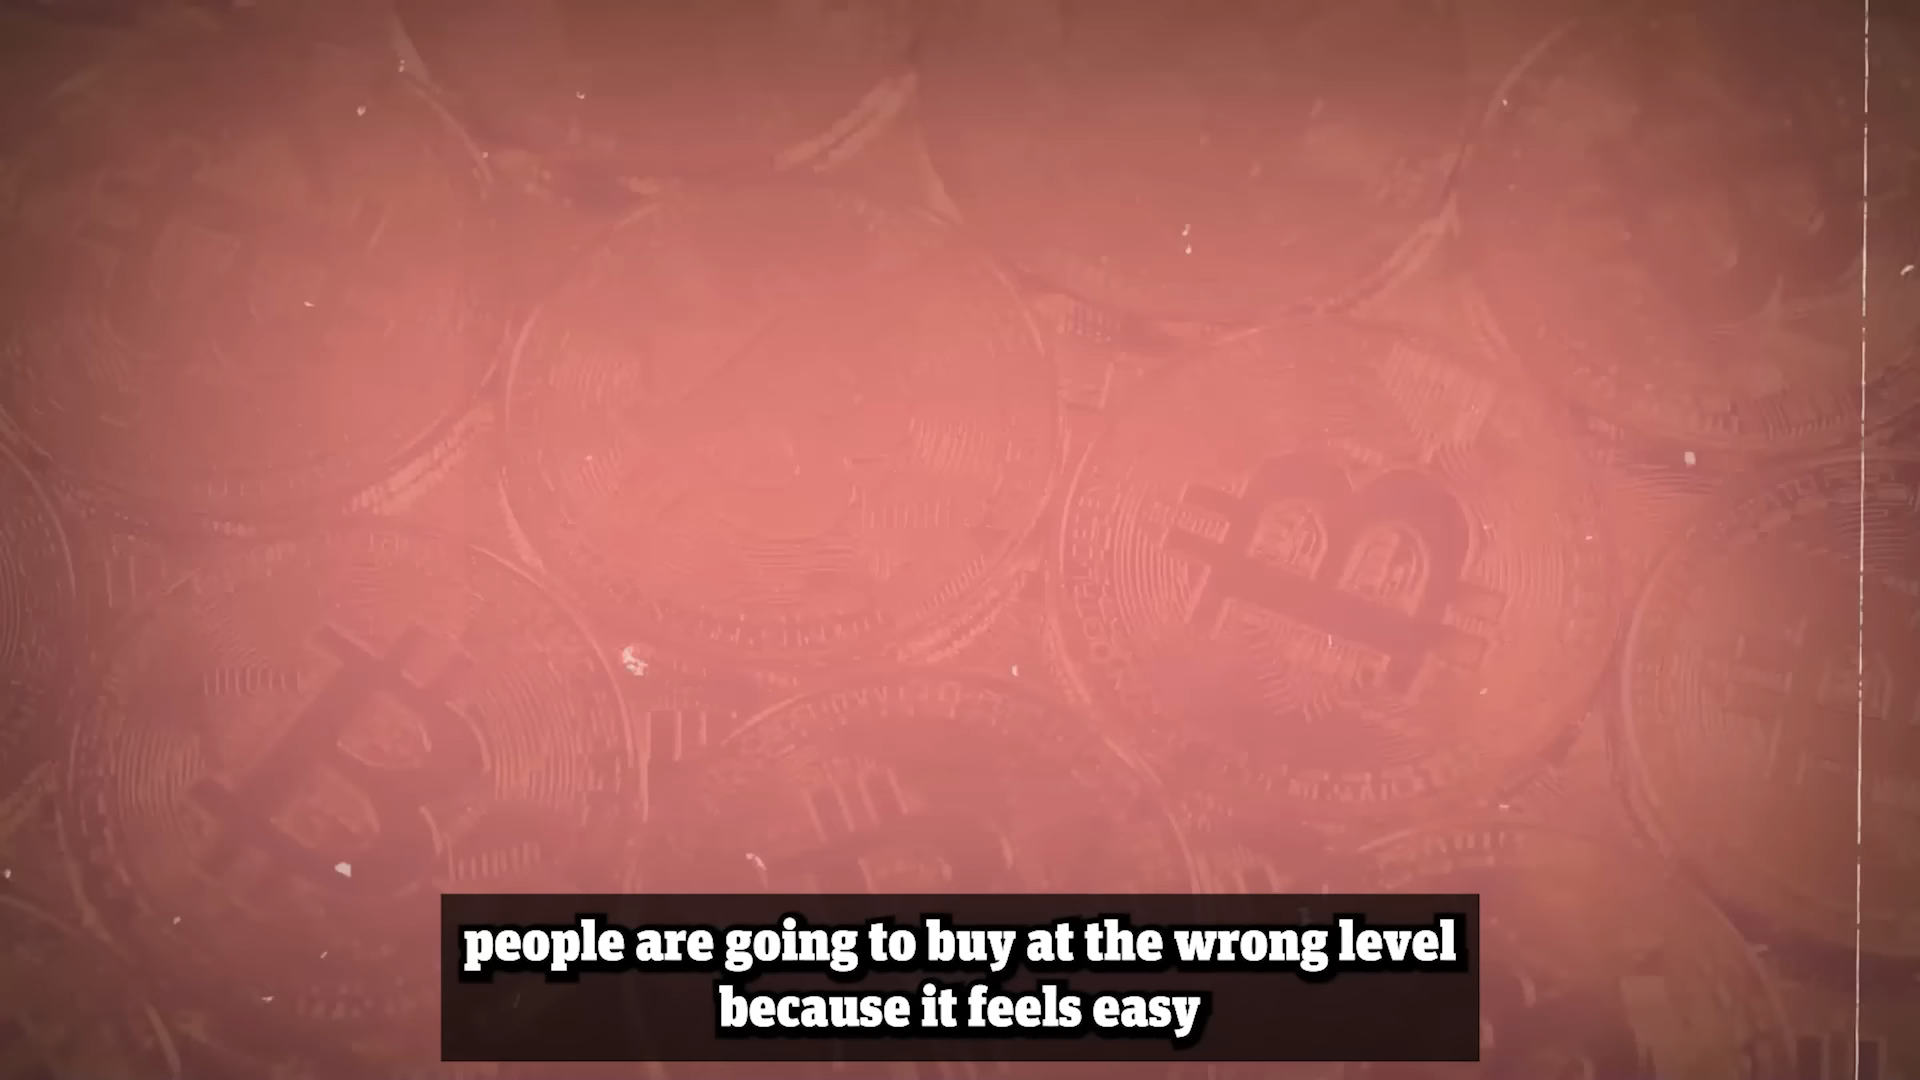 people are going to buy at the wrong level
because it feels easy